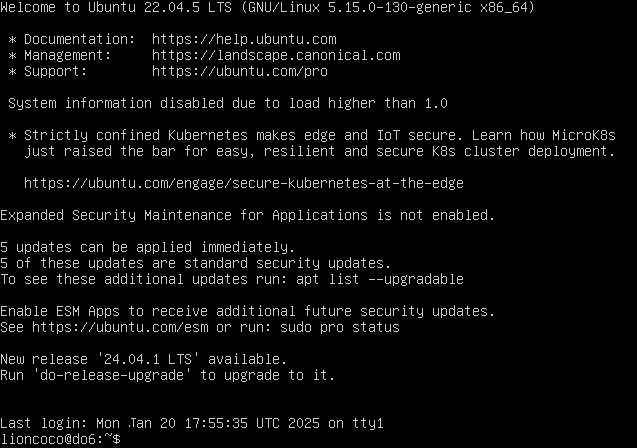 Welcome to Ubuntu 22.04.5 LTS (GNU/Linux 5.15.0-130-generic x86_64)
* Documentation:  https://help.ubuntu.com
* Management:     https://landscape.canonical.com
* Support:        https://ubuntu.com/pro
System information disabled due to load higher than 1.0
* Strictly confined Kubernetes makes edge and IoT secure. Learn how MicroK8s
just raised the bar for easy, resilient and secure K8s cluster deployment.
https://ubuntu.com/engage/secure-kubernetes-at-the-edge
Expanded Security Maintenance for Applications is not enabled.
5 updates can be applied immediately.
5 of these updates are standard security updates.
To see these additional updates run: apt list --upgradable
Enable ESM Apps to receive additional future security updates.
See https://ubuntu.com/esm or run: sudo pro status
New release '24.04.1 LTS' available.
Run 'do-release-upgrade' to upgrade to it.
Last login: Mon Jan 20 17:55:35 UTC 2025 on tty1
lioncoco@do6:~$